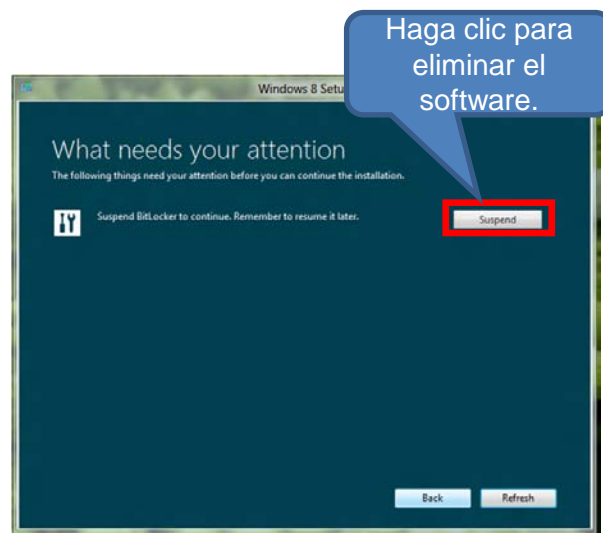 Haga clic para
eliminar el
software.
Windows 8 Setu
What needs your attention
The following things need your attention before you can continue the installation.
Suspend BitLocker to continue. Remember to resume it later.
Suspend
Back
Refresh